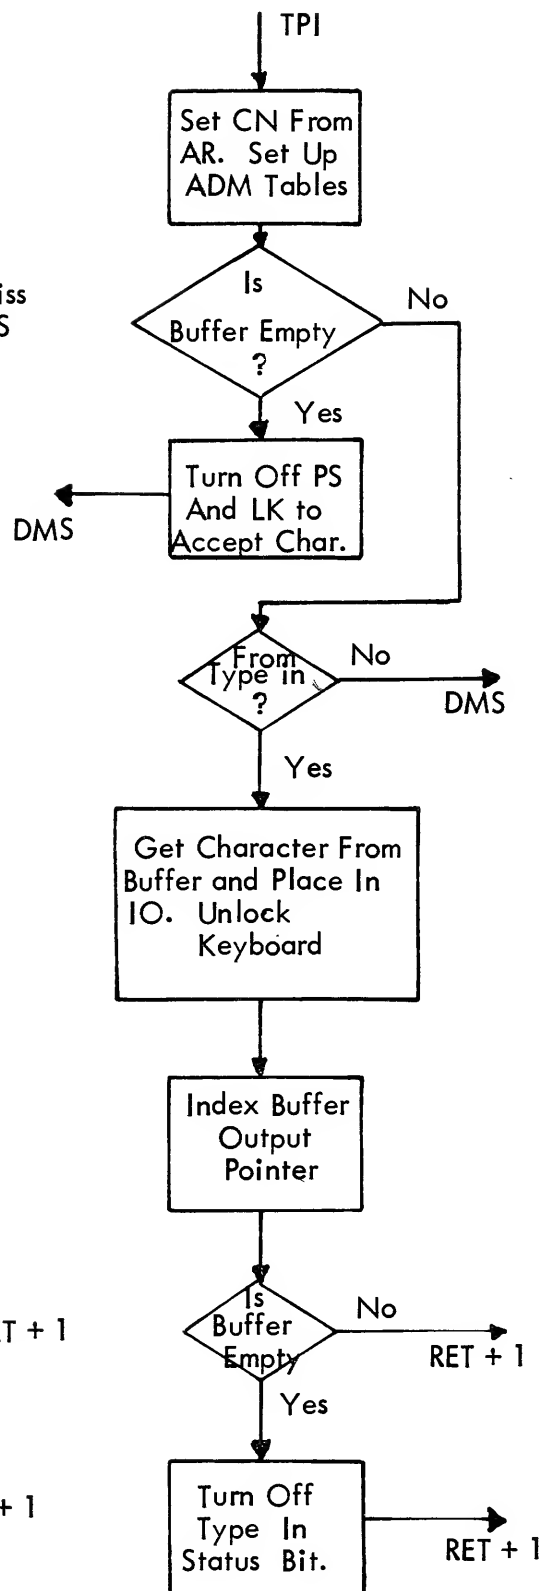 TPI
Set CN From
AR. Set Up
ADM Tables
iss
S
Is
Buffer Empty
?
No
Yes
Turn Off PS
And LK to
Accept Char.
DMS
From
Type in
?
No
DMS
Yes
Get Character From
Buffer and Place In
IO. Unlock
Keyboard
Index Buffer
Output
Pointer
Is
Buffer
Empty
No
RET + 1
T + 1
Yes
Turn Off
Type In
Status Bit.
RET + 1
+ 1